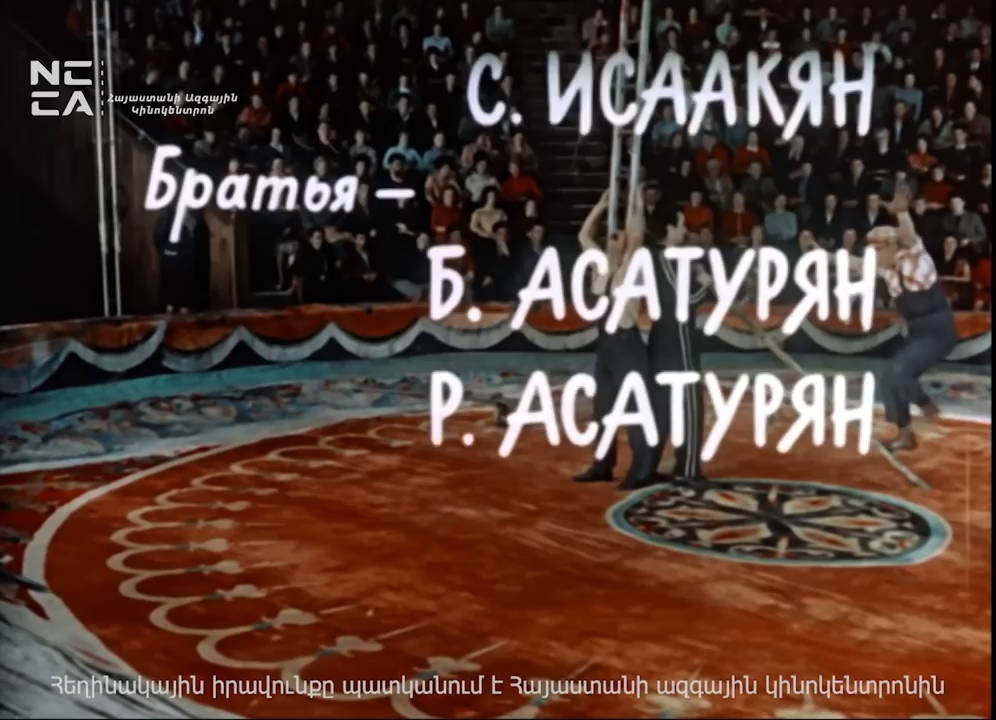 NC
CA
Հայաստանի Ազգային
Կինոկենտրոն
С. ИСААКЯН
Братья –
Б. АСАТУРЯН
Р. АСАТУРЯН
Հեղինակային իրավունքը պատկանում է Հայաստանի ազգային կինոկենտրոնին